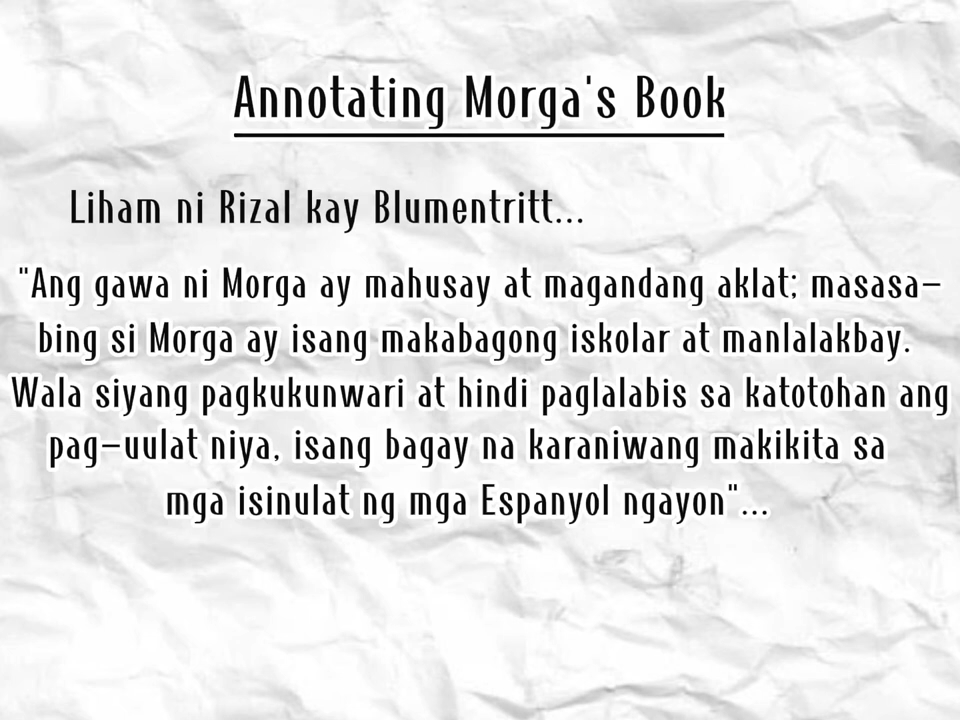 Annotating Morga's Book
Liham ni Rizal kay Blumentritt...
"Ang gawa ni Morga ay mahusay at magandang aklat; masasa-
bing si Morga ay isang makabagong iskolar at manlalakbay.
Wala siyang pagkukunwari at hindi paglalabis sa katotohan ang
pag-uulat niya, isang bagay na karaniwang makikita sa
mga isinulat ng mga Espanyol ngayon"...